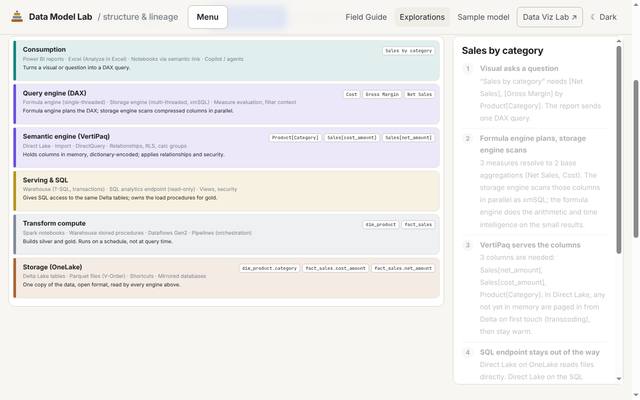 Data Model Lab / structure & lineage
Menu
Field Guide
Explorations
Sample model
Data Viz Lab ↗
☾ Dark
Consumption
Sales by category
Power BI reports · Excel (Analyze in Excel) · Notebooks via semantic link · Copilot / agents
Turns a visual or question into a DAX query.
Query engine (DAX)
Cost
Gross Margin
Net Sales
Formula engine (single-threaded) · Storage engine (multi-threaded, xmSQL) · Measure evaluation, filter context
Formula engine plans the DAX; storage engine scans compressed columns in parallel.
Semantic engine (VertiPaq)
Product[Category]
Sales[cost_amount]
Sales[net_amount]
Direct Lake · Import · DirectQuery · Relationships, RLS, calc groups
Holds columns in memory, dictionary-encoded; applies relationships and security.
Serving & SQL
Warehouse (T-SQL, transactions) · SQL analytics endpoint (read-only) · Views, security
Gives SQL access to the same Delta tables; owns the load procedures for gold.
Transform compute
dim_product
fact_sales
Spark notebooks · Warehouse stored procedures · Dataflows Gen2 · Pipelines (orchestration)
Builds silver and gold. Runs on a schedule, not at query time.
Storage (OneLake)
dim_product.category
fact_sales.cost_amount
fact_sales.net_amount
Delta Lake tables · Parquet files (V-Order) · Shortcuts · Mirrored databases
One copy of the data, open format, read by every engine above.
Sales by category
1 Visual asks a question
"Sales by category" needs [Net
Sales], [Gross Margin] by
Product[Category]. The report sends
one DAX query.
2 Formula engine plans, storage
engine scans
3 measures resolve to 2 base
aggregations (Net Sales, Cost). The
storage engine scans those columns
in parallel as xmSQL; the formula
engine does the arithmetic and time
intelligence on the small results.
3 VertiPaq serves the columns
3 columns are needed:
Sales[net_amount],
Sales[cost_amount],
Product[Category]. In Direct Lake, any
not yet in memory are paged in from
Delta on first touch (transcoding),
then stay warm.
4 SQL endpoint stays out of the way
Direct Lake on OneLake reads files
directly. Direct Lake on the SQL